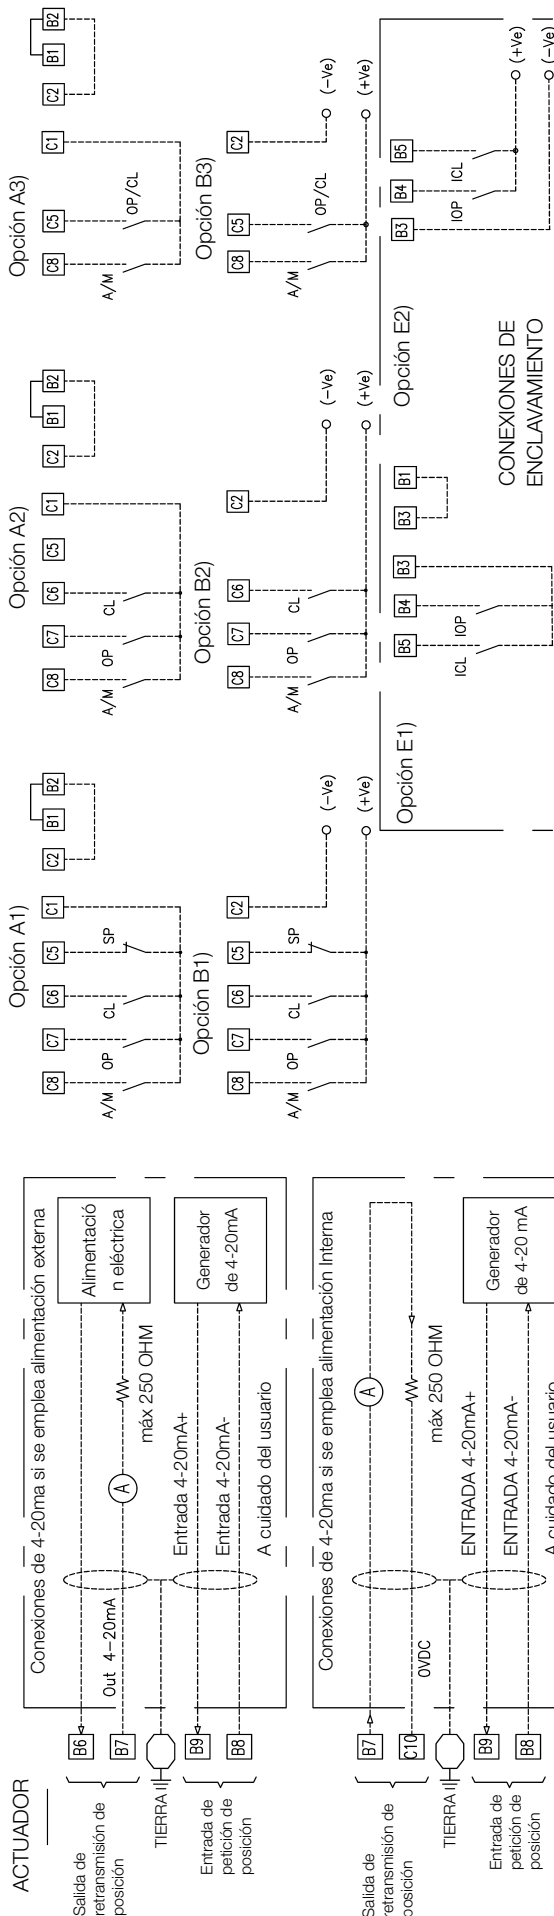 ACTUADOR
Conexiones de 4-20ma si se emplea alimentación externa
Salida de
retransmisión de
posición
B6
B7
Out 4-20mA
A
máx 250 OHM
Alimentació
n eléctrica
TIERRA
Entrada de
petición de
posición
B9
B8
Entrada 4-20mA+
Entrada 4-20mA-
A cuidado del usuario
Generador
de 4-20mA
Conexiones de 4-20ma si se emplea alimentación Interna
Salida de
retransmisión de
posición
B7
C10
0VDC
A
máx 250 OHM
TIERRA
Entrada de
petición de
posición
B9
B8
ENTRADA 4-20mA+
ENTRADA 4-20mA-
A cuidado del usuario
Generador
de 4-20 mA
Opción A1)
C8 C7 C6 C5 C1 C2 B1 B2
A/M OP CL SP
Opción A2)
C8 C7 C6 C5 C1 C2 B1 B2
A/M OP CL
Opción A3)
C8 C5 C1 C2 B1 B2
A/M OP/CL
Opción B1)
C8 C7 C6 C5 C2
A/M OP CL SP
(-Ve)
(+Ve)
Opción B2)
C8 C7 C6 C2
A/M OP CL
(-Ve)
(+Ve)
Opción B3)
C8 C5 C2
A/M OP/CL
(-Ve)
(+Ve)
Opción E1)
B5 B4 B3 B3 B1
ICL IOP
Opción E2)
B3 B4 B5
IOP ICL
(+Ve)
(-Ve)
CONEXIONES DE
ENCLAVAMIENTO